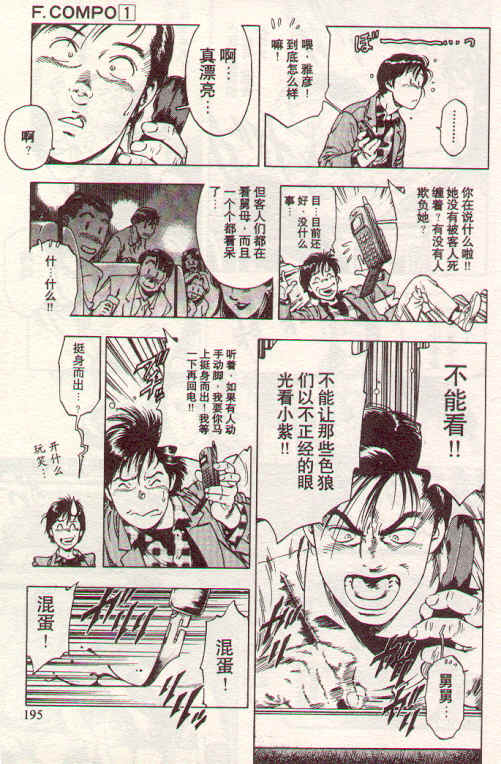 F.COMPO 1
ぼーーーっ
………
喂，雅彦！
到底怎么样
嘛！
啊…
真漂亮…
啊？
你在说什么啦!!
她没有被客人死
缠着？有没有人
欺负她？
目，目前还
好，没什么
事…
但客人们都在
看舅母，而且
一个个都看呆
了…
什…什么!!
不能看!!
不能让那些色狼
们以不正经的眼
光看小紫!!
舅舅…
听着，如果有人动
手动脚，我要你马
上挺身而出！我等
一下再回电!!
挺身
而出…？
开什么
玩笑…
混蛋！
混蛋！
195